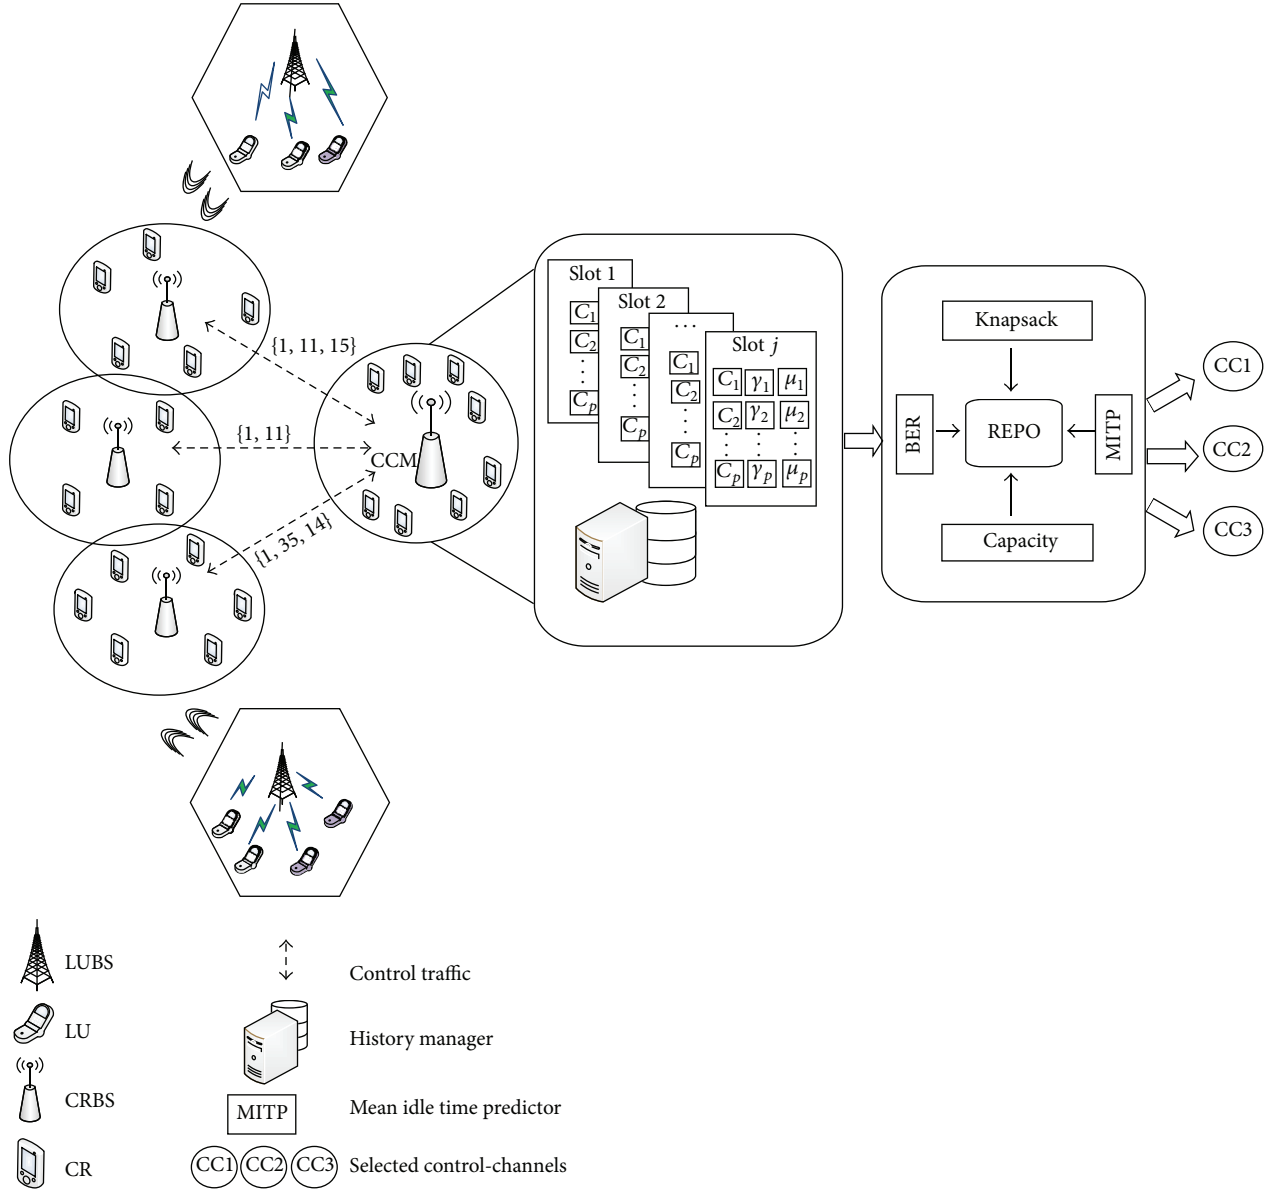 {1, 11, 15}
{1, 11}
{1, 35, 14}
CCM
Slot 1
C1
C2
⋮
Cp
Slot 2
C1
C2
⋮
Cp
...
C1
C2
⋮
Cp
Slot j
C1 γ1 μ1
C2 γ2 μ2
⋮ ⋮ ⋮
Cp γp μp
Knapsack
BER
REPO
MITP
Capacity
CC1
CC2
CC3
LUBS
LU
CRBS
CR
Control traffic
History manager
MITP
Mean idle time predictor
CC1 CC2 CC3
Selected control-channels